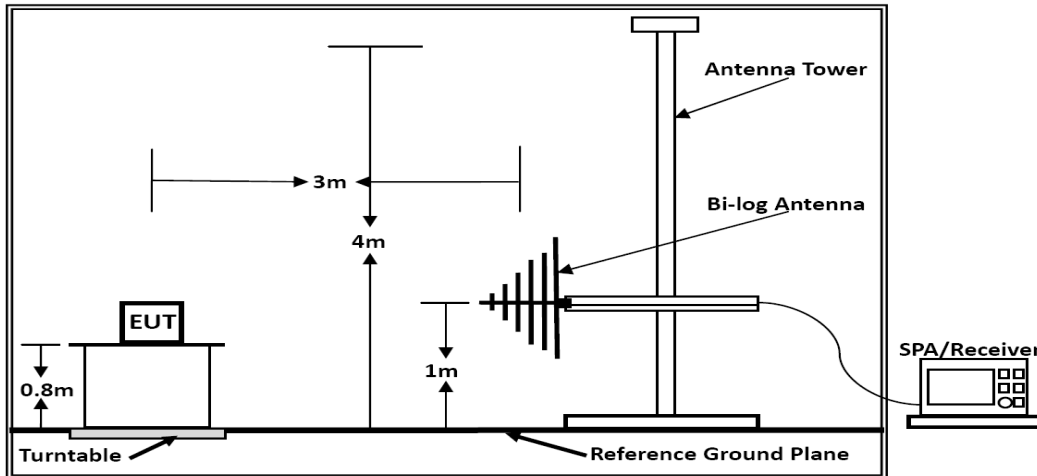 Antenna Tower
3m
Bi-log Antenna
4m
EUT
SPA/Receiver
1m
0.8m
Turntable
Reference Ground Plane